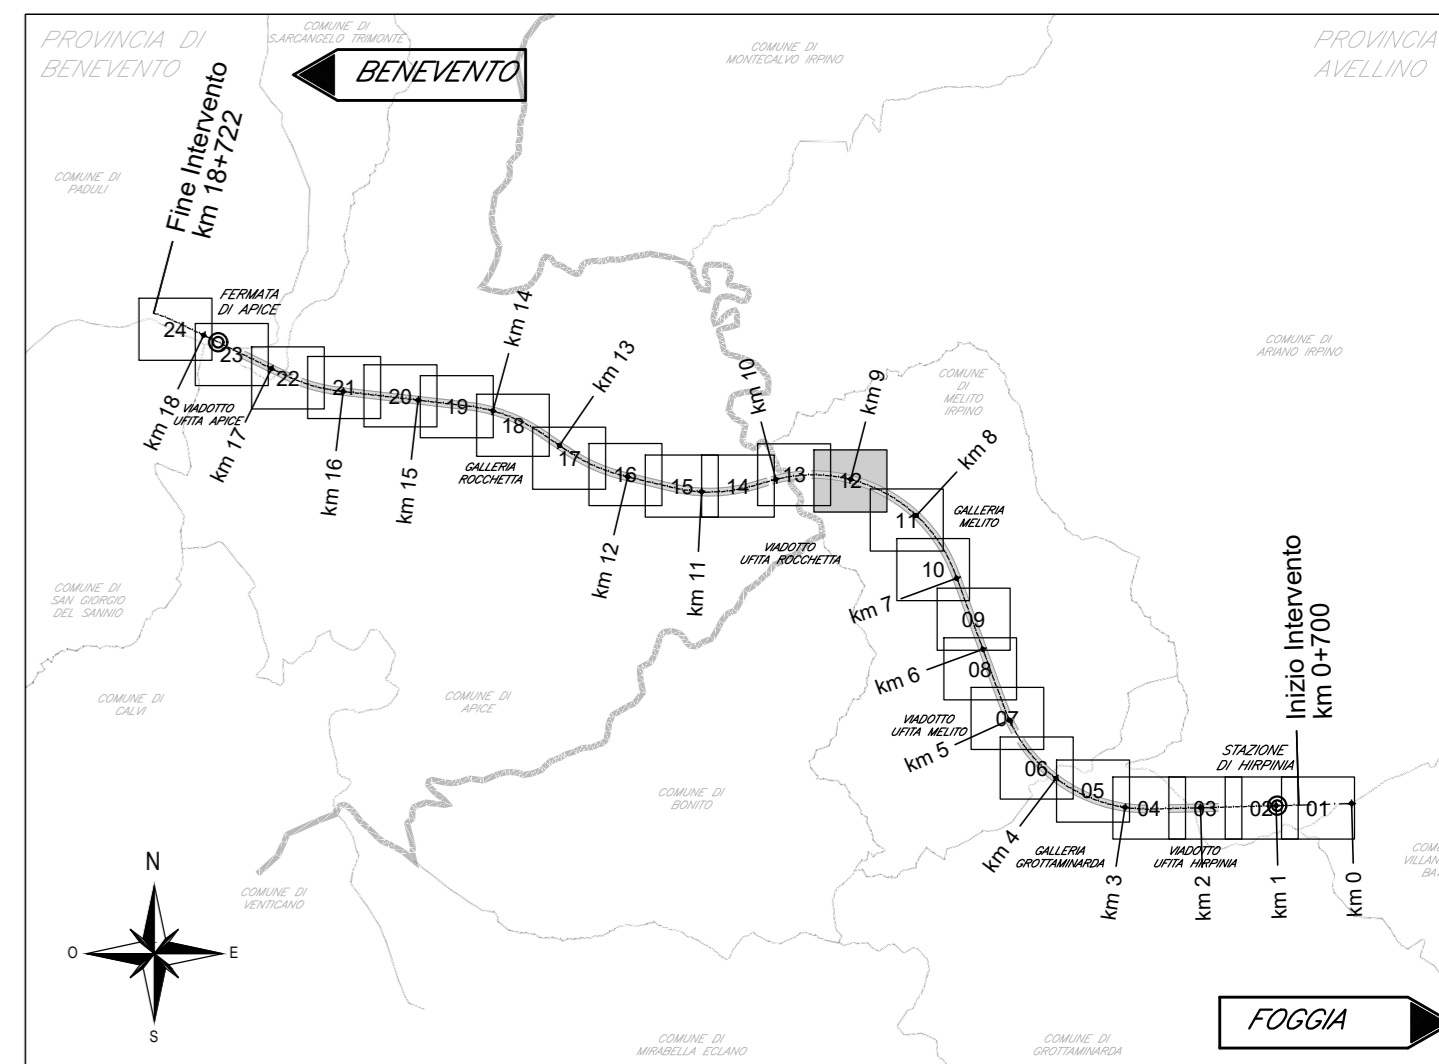 PROVINCIA DI
BENEVENTO
COMUNE DI
S.ARCANGELO TRIMONTE
BENEVENTO
COMUNE DI
MONTECALVO IRPINO
PROVINCIA
AVELLINO
Fine Intervento
km 18+722
COMUNE DI
PADULI
FERMATA
DI APICE
24
23
22
21
20
19
18
17
16
15
14
13
12
11
10
09
08
07
06
05
04
03
02
01
km 18
km 17
km 16
km 15
km 14
km 13
km 12
km 11
km 10
km 9
km 8
km 7
km 6
km 5
km 4
km 3
km 2
km 1
km 0
VIADOTTO
UFITA APICE
GALLERIA
ROCCHETTA
VIADOTTO
UFITA ROCCHETTA
GALLERIA
MELITO
COMUNE
DI
MELITO
IRPINO
COMUNE DI
ARIANO IRPINO
Inizio Intervento
km 0+700
VIADOTTO
UFITA MELITO
STAZIONE
DI HIRPINIA
GALLERIA
GROTTAMINARDA
VIADOTTO
UFITA HIRPINIA
COMUNE DI
SAN GIORGIO
DEL SANNIO
COMUNE DI
CALVI
COMUNE DI
APICE
COMUNE DI
BONITO
COMUNE DI
VENTICANO
COMU
VILLAN
BA
N
O
E
S
COMUNE DI
MIRABELLA ECLANO
COMUNE DI
GROTTAMINARDA
FOGGIA